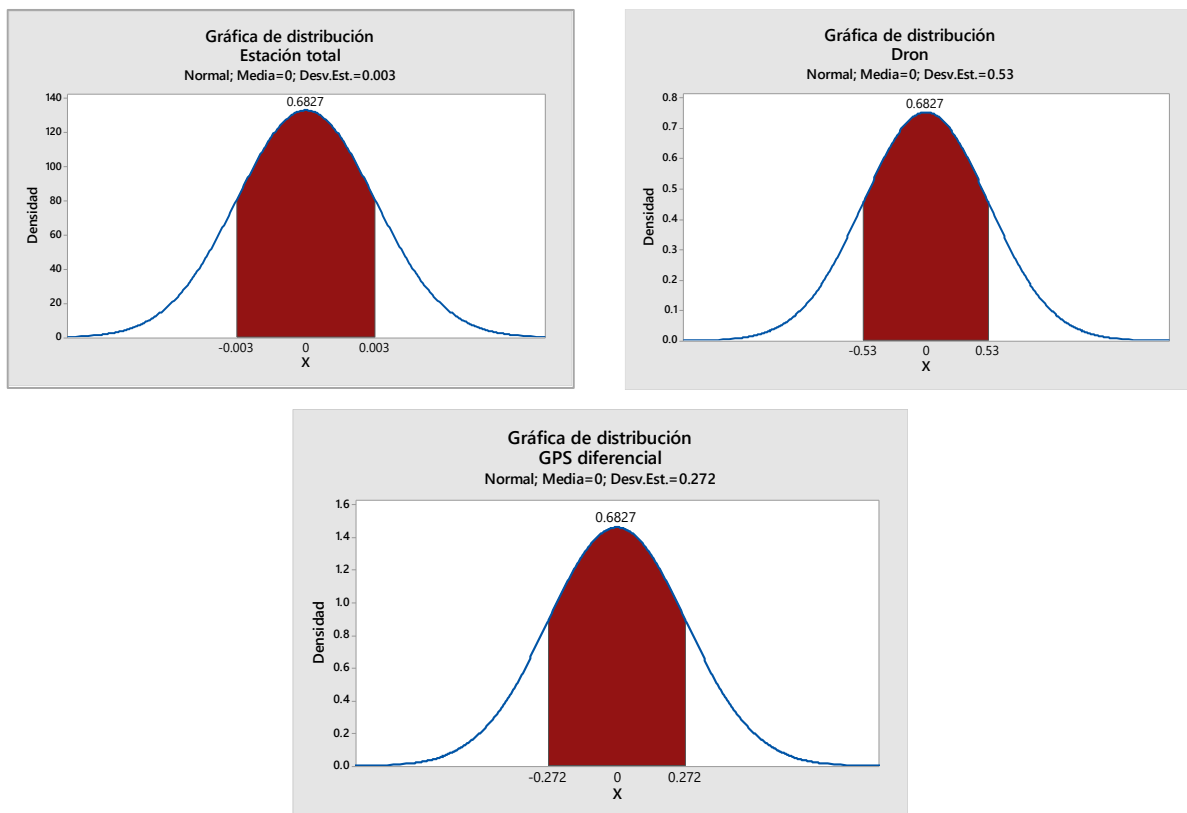 Gráfica de distribución
Estación total
Normal; Media=0; Desv.Est.=0.003
140
120
100
80
60
40
20
0
Densidad
0.6827
-0.003 0 0.003
X
Gráfica de distribución
Dron
Normal; Media=0; Desv.Est.=0.53
0.8
0.7
0.6
0.5
0.4
0.3
0.2
0.1
0.0
Densidad
0.6827
-0.53 0 0.53
X
Gráfica de distribución
GPS diferencial
Normal; Media=0; Desv.Est.=0.272
1.6
1.4
1.2
1.0
0.8
0.6
0.4
0.2
0.0
Densidad
0.6827
-0.272 0 0.272
X